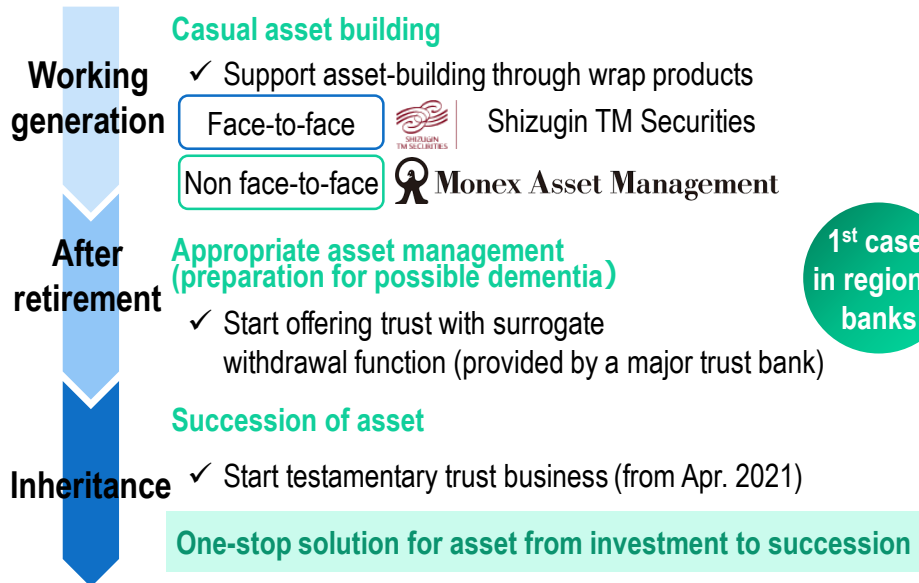 Casual asset building
Working
generation
✓ Support asset-building through wrap products
Face-to-face
SHIZUGIN
TM SECURITIES
Shizugin TM Securities
Non face-to-face
Monex Asset Management
After
retirement
Appropriate asset management
(preparation for possible dementia）
✓ Start offering trust with surrogate
withdrawal function (provided by a major trust bank)
1st case
in region
banks
Succession of asset
Inheritance
✓ Start testamentary trust business (from Apr. 2021)
One-stop solution for asset from investment to succession